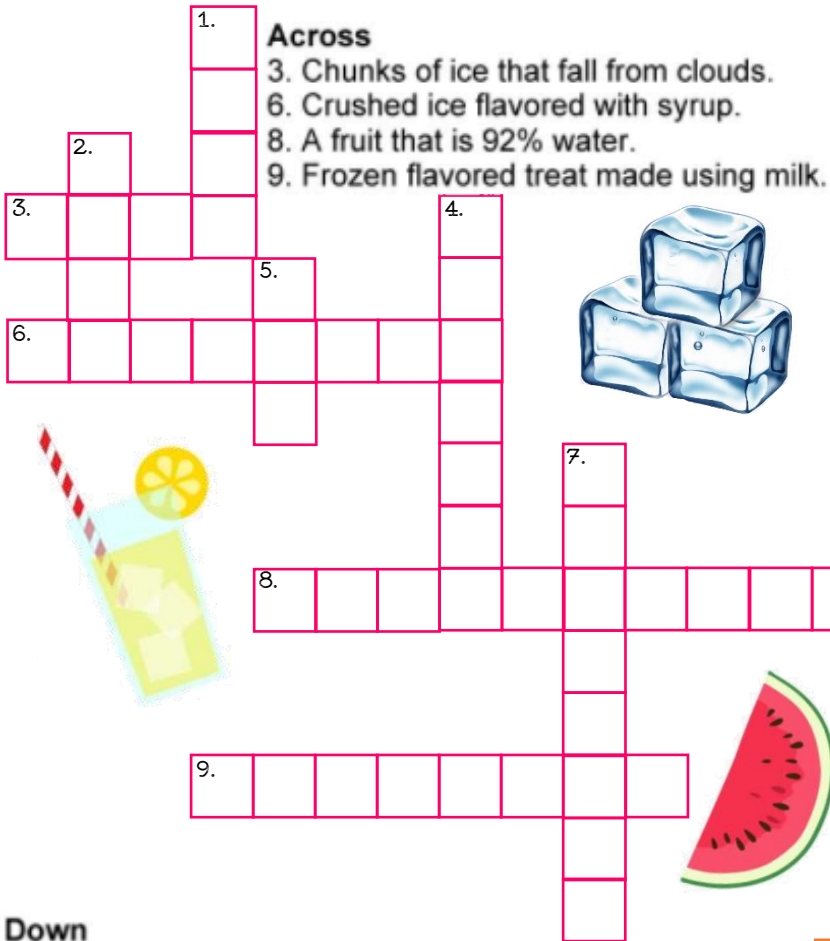 1.
Across
3. Chunks of ice that fall from clouds.
6. Crushed ice flavored with syrup.
2.
8. A fruit that is 92% water.
9. Frozen flavored treat made using milk.
3.
4.
5.
6.
7.
8.
9.
Down